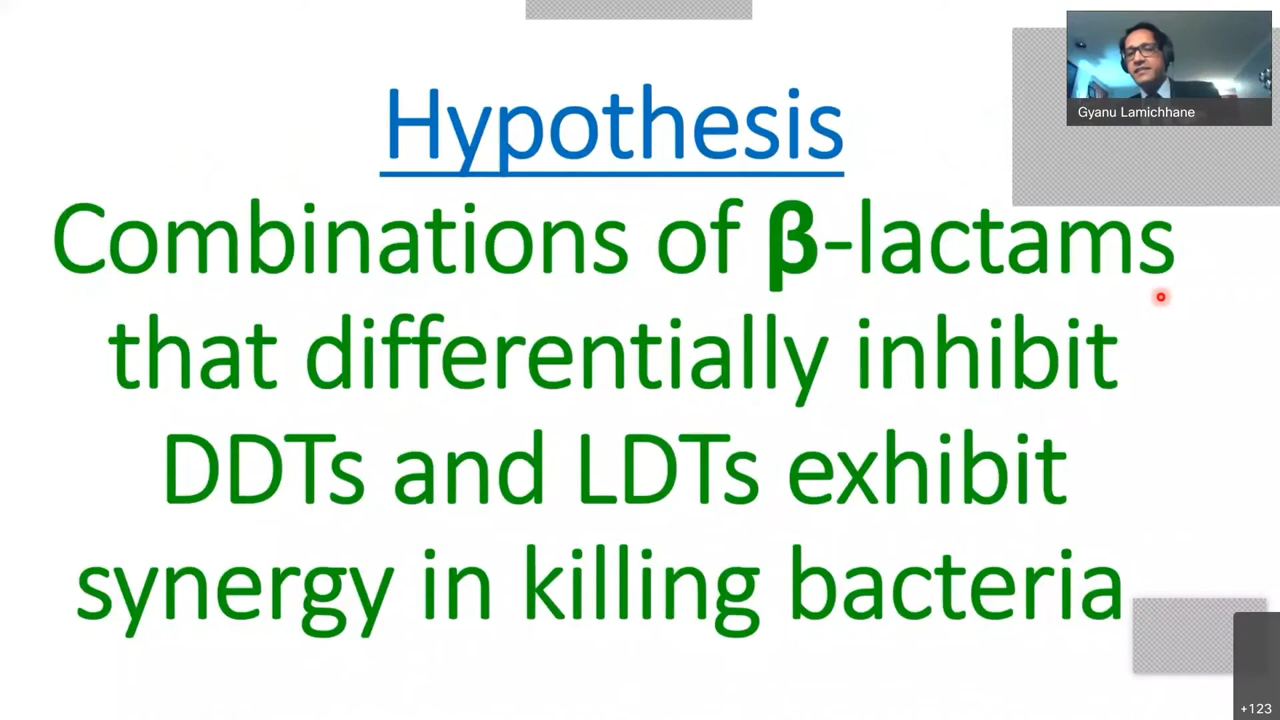 Hypothesis
Combinations of β-lactams
that differentially inhibit
DDTs and LDTs exhibit
synergy in killing bacteria
Gyanu Lamichhane
+123